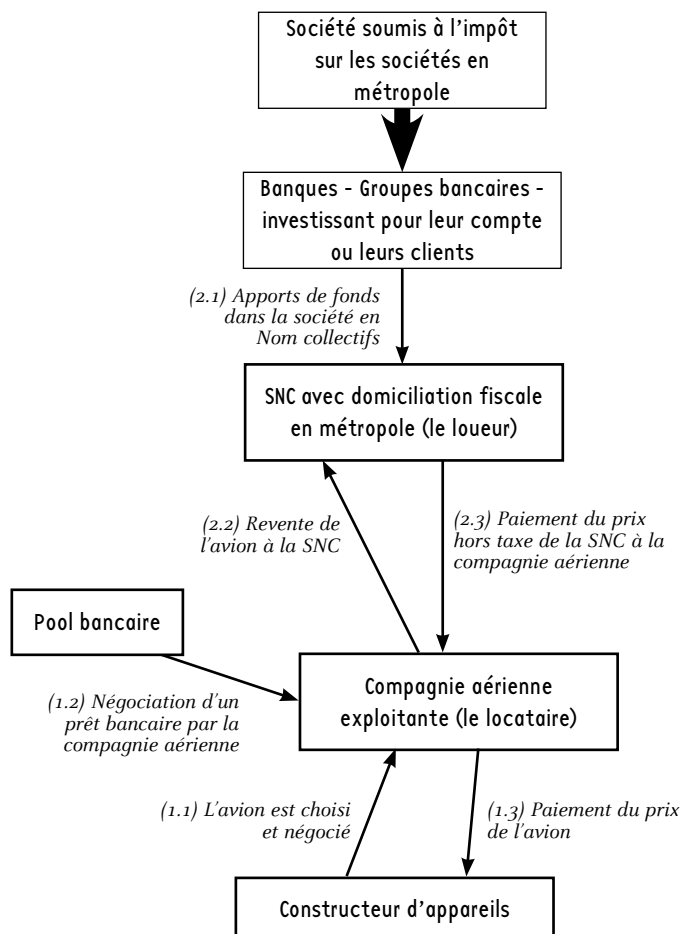 Société soumis à l'impôt
sur les sociétés en
métropole
Banques - Groupes bancaires -
investissant pour leur compte
ou leurs clients
(2.1) Apports de fonds
dans la société en
Nom collectifs
SNC avec domiciliation fiscale
en métropole (le loueur)
(2.2) Revente de
l'avion à la SNC
(2.3) Paiement du prix
hors taxe de la SNC à la
compagnie aérienne
Pool bancaire
(1.2) Négociation d'un
prêt bancaire par la
compagnie aérienne
Compagnie aérienne
exploitante (le locataire)
(1.1) L'avion est choisi
et négocié
(1.3) Paiement du prix
de l'avion
Constructeur d'appareils